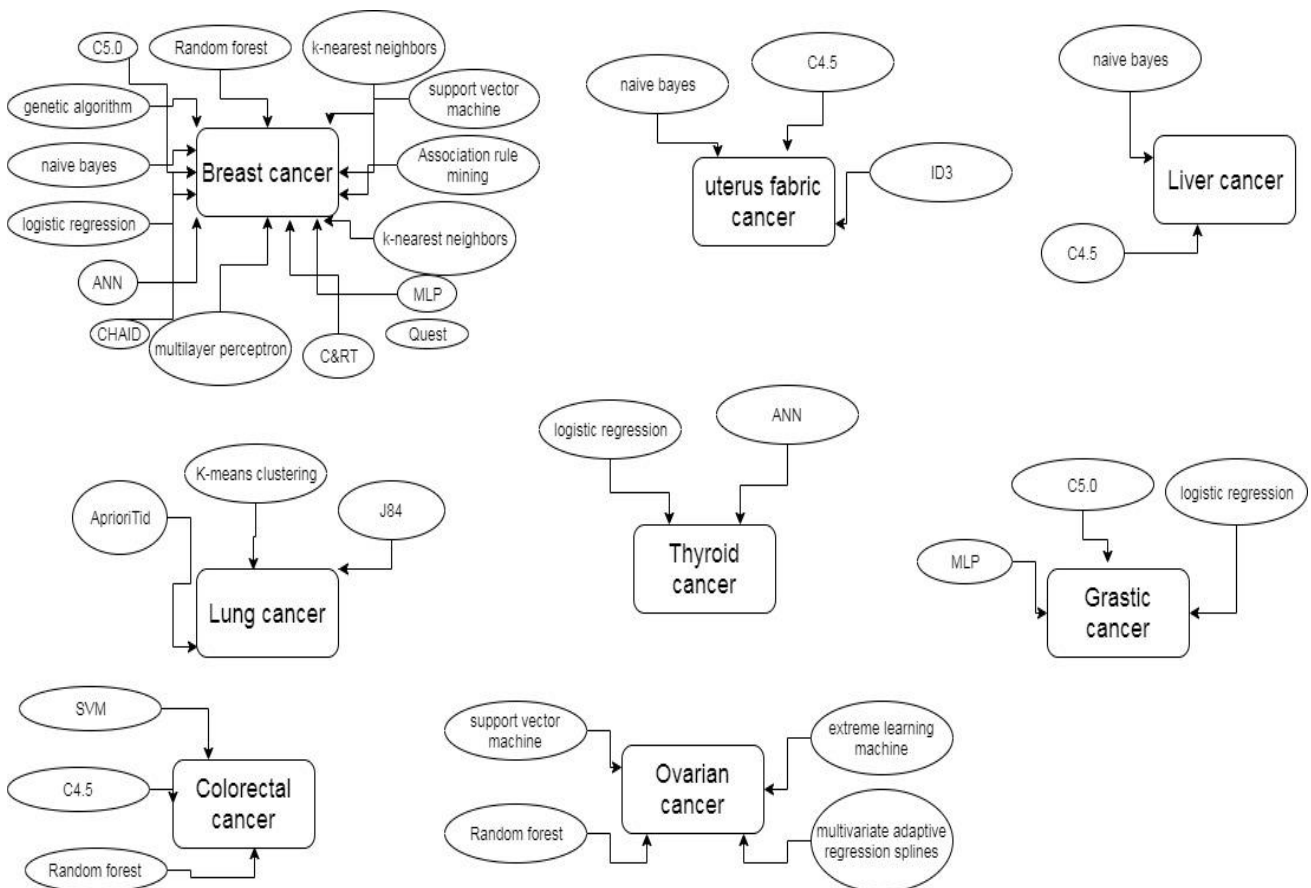 C5.0
Random forest
k-nearest neighbors
genetic algorithm
support vector
machine
naive bayes
Breast cancer
Association rule
mining
logistic regression
k-nearest neighbors
ANN
MLP
CHAID
multilayer perceptron
C&RT
Quest
naive bayes
C4.5
uterus fabric
cancer
ID3
naive bayes
Liver cancer
C4.5
K-means clustering
AprioriTid
J84
Lung cancer
logistic regression
ANN
Thyroid
cancer
C5.0
logistic regression
MLP
Grastic
cancer
SVM
C4.5
Colorectal
cancer
Random forest
support vector
machine
extreme learning
machine
Ovarian
cancer
Random forest
multivariate adaptive
regression splines